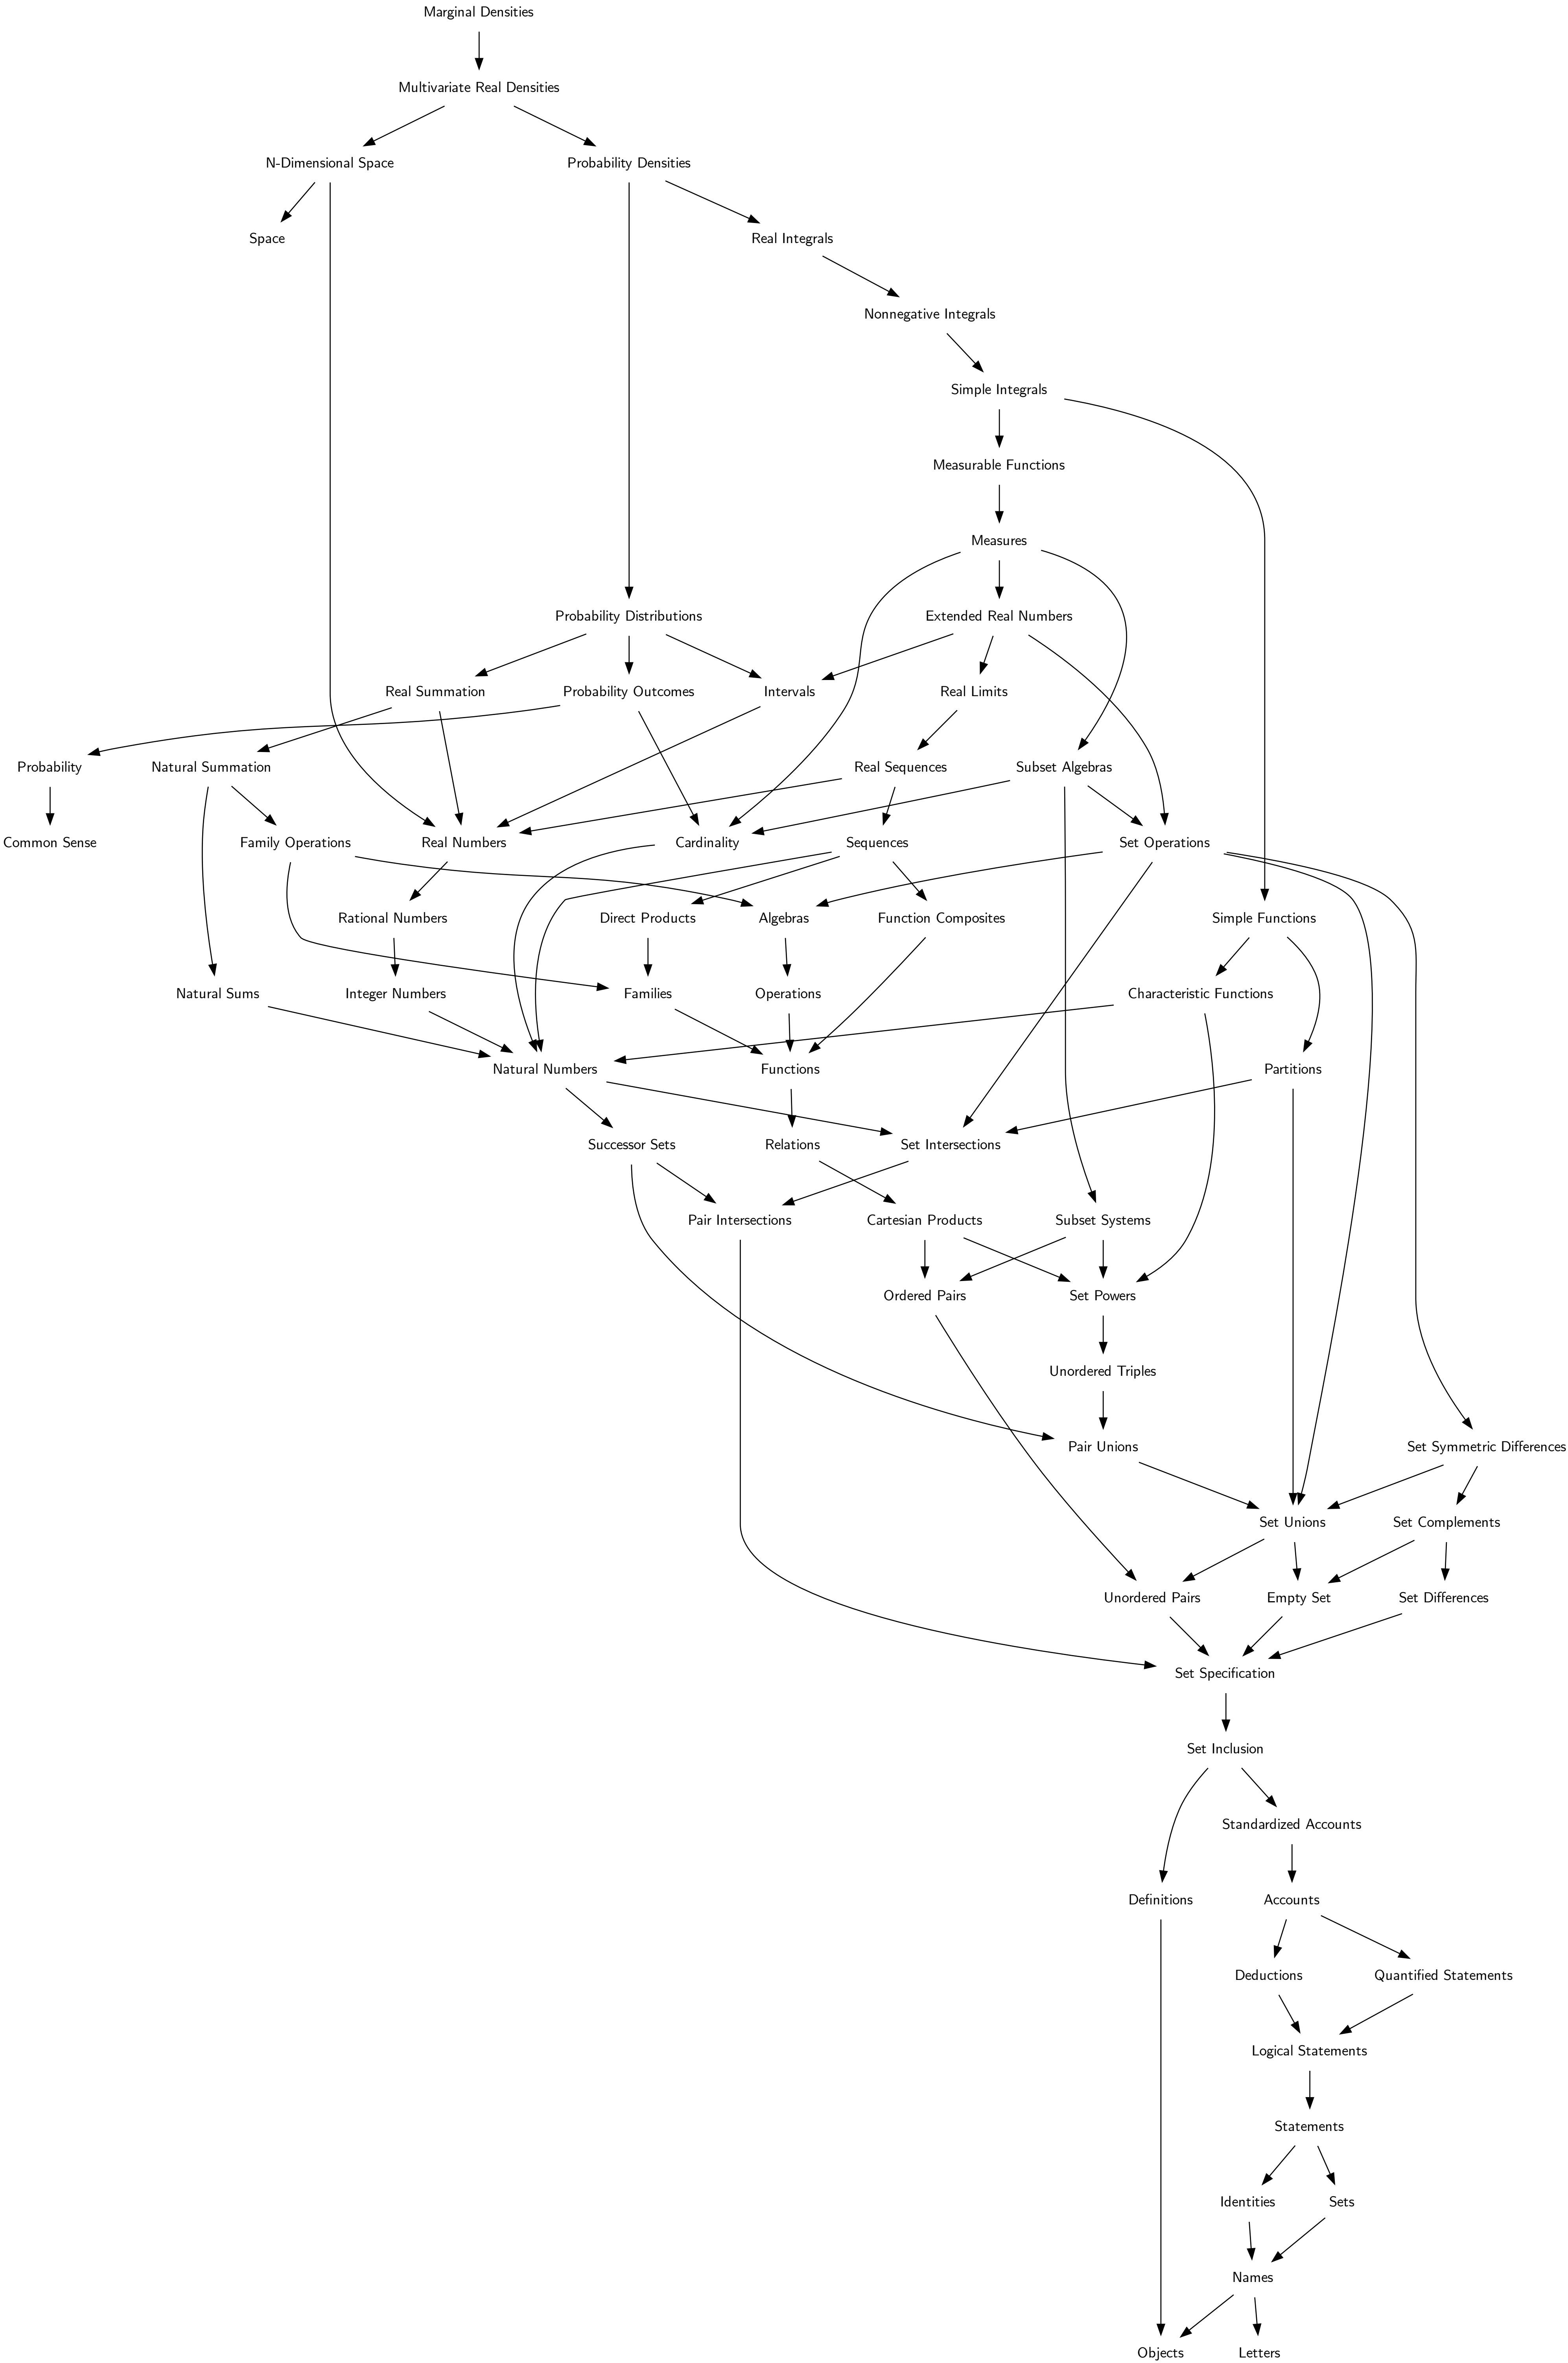 Marginal Densities
Multivariate Real Densities
N-Dimensional Space
Probability Densities
Space
Real Integrals
Nonnegative Integrals
Simple Integrals
Measurable Functions
Measures
Probability Distributions
Extended Real Numbers
Real Summation
Probability Outcomes
Intervals
Real Limits
Probability
Natural Summation
Real Sequences
Subset Algebras
Common Sense
Family Operations
Real Numbers
Cardinality
Sequences
Set Operations
Rational Numbers
Direct Products
Algebras
Function Composites
Simple Functions
Natural Sums
Integer Numbers
Families
Operations
Characteristic Functions
Natural Numbers
Functions
Partitions
Successor Sets
Relations
Set Intersections
Pair Intersections
Cartesian Products
Subset Systems
Ordered Pairs
Set Powers
Unordered Triples
Pair Unions
Set Symmetric Differences
Set Unions
Set Complements
Unordered Pairs
Empty Set
Set Differences
Set Specification
Set Inclusion
Standardized Accounts
Definitions
Accounts
Deductions
Quantified Statements
Logical Statements
Statements
Identities
Sets
Names
Objects
Letters